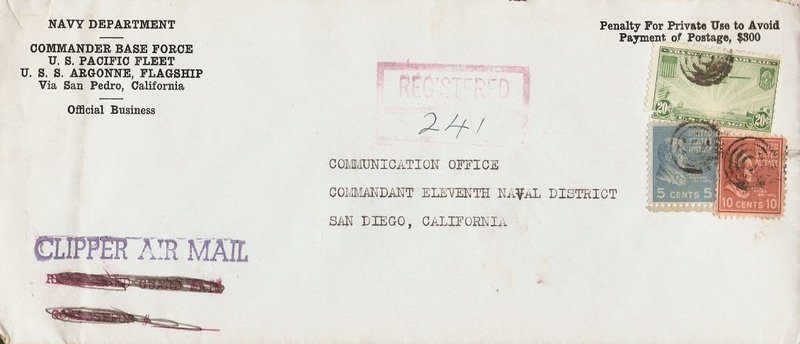 NAVY DEPARTMENT
COMMANDER BASE FORCE
U. S. PACIFIC FLEET
U. S. S. ARGONNE, FLAGSHIP
Via San Pedro, California
Official Business
Penalty For Private Use to Avoid
Payment of Postage, $300
REGISTERED
241
20¢ 20¢
5 CENTS 5
UNITED STATES
POSTAGE
10 CENTS 10
COMMUNICATION OFFICE
COMMANDANT ELEVENTH NAVAL DISTRICT
SAN DIEGO, CALIFORNIA
CLIPPER AIR MAIL